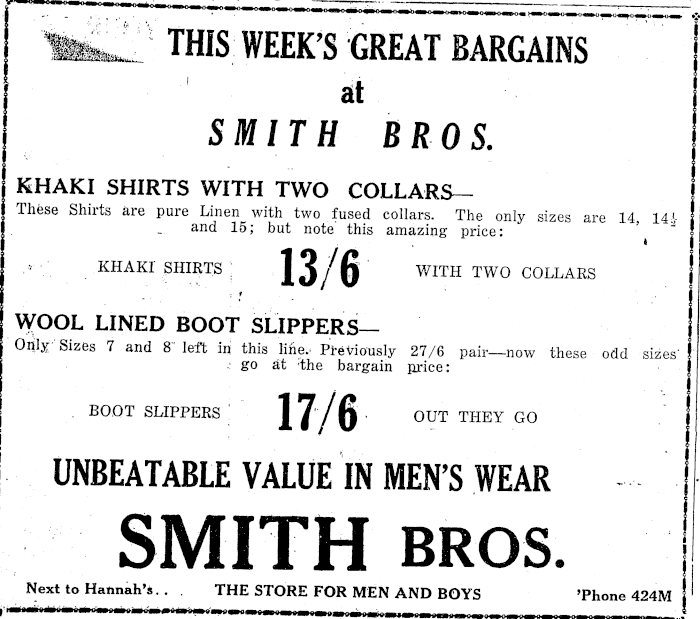 THIS WEEK'S GREAT BARGAINS
at
SMITH BROS.
KHAKI SHIRTS WITH TWO COLLARS—
These Shirts are pure Linen with two fused collars. The only sizes are 14, 14½
and 15; but note this amazing price:
KHAKI SHIRTS 13/6 WITH TWO COLLARS
WOOL LINED BOOT SLIPPERS—
Only Sizes 7 and 8 left in this line. Previously 27/6 pair—now these odd sizes
go at the bargain price:
BOOT SLIPPERS 17/6 OUT THEY GO
UNBEATABLE VALUE IN MEN'S WEAR
SMITH BROS.
Next to Hannah's.. THE STORE FOR MEN AND BOYS 'Phone 424M